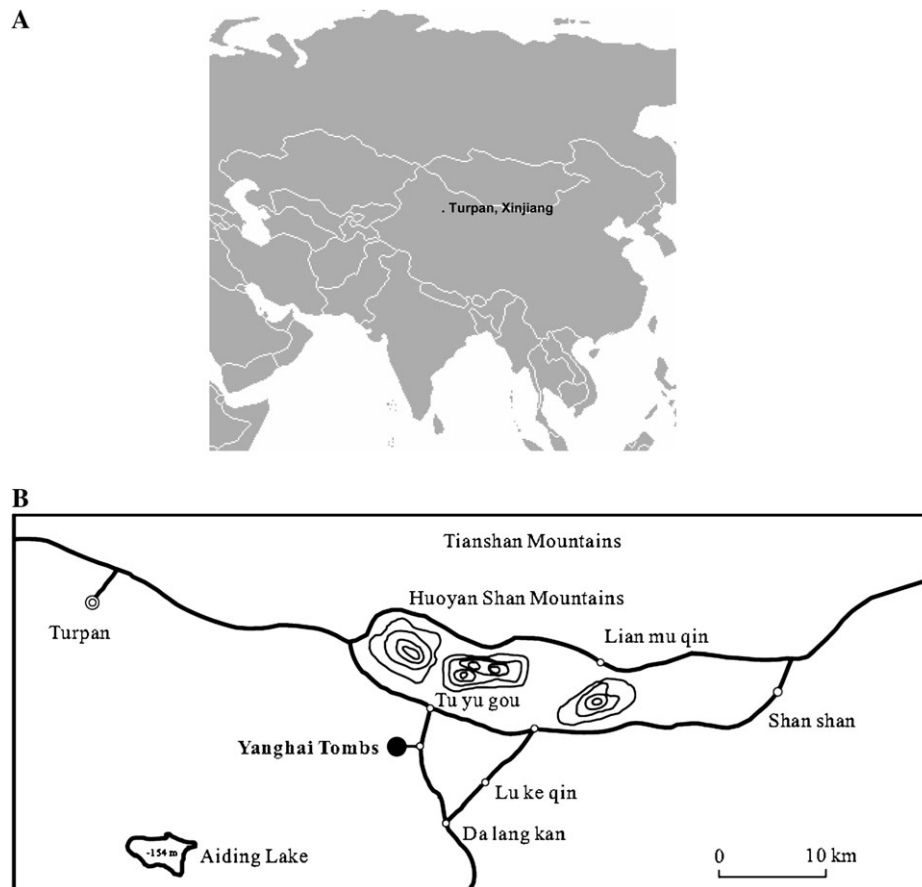 A
. Turpan, Xinjiang
B
Tianshan Mountains
Huoyan Shan Mountains
Turpan
Lian mu qin
Tu yu gou
Shan shan
Yanghai Tombs
Lu ke qin
Da lang kan
-154 m
Aiding Lake
0 10 km